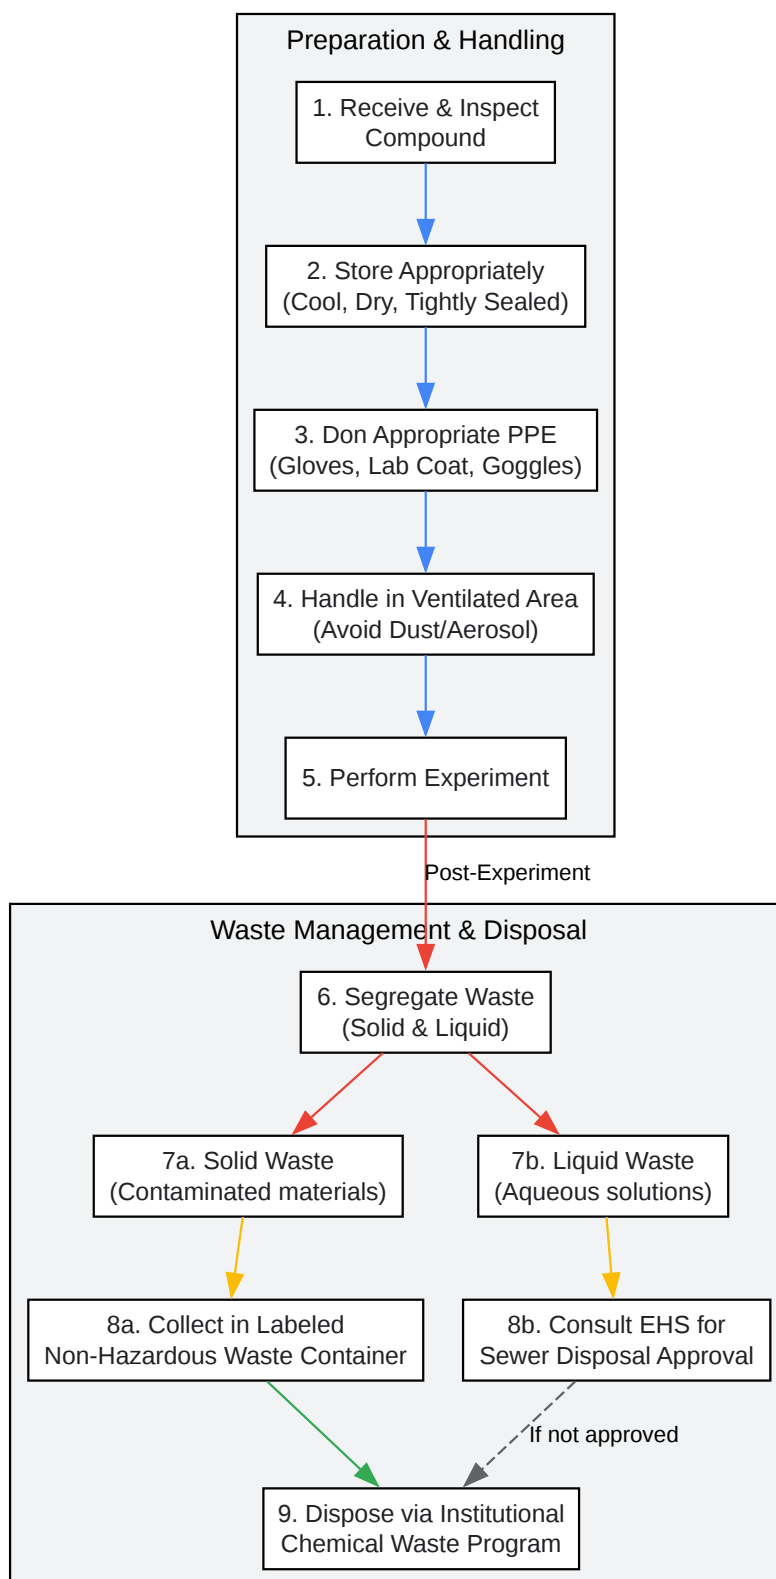 Preparation & Handling
1. Receive & Inspect
Compound
2. Store Appropriately
(Cool, Dry, Tightly Sealed)
3. Don Appropriate PPE
(Gloves, Lab Coat, Goggles)
4. Handle in Ventilated Area
(Avoid Dust/Aerosol)
5. Perform Experiment
Post-Experiment
Waste Management & Disposal
6. Segregate Waste
(Solid & Liquid)
7a. Solid Waste
(Contaminated materials)
7b. Liquid Waste
(Aqueous solutions)
8a. Collect in Labeled
Non-Hazardous Waste Container
8b. Consult EHS for
Sewer Disposal Approval
If not approved
9. Dispose via Institutional
Chemical Waste Program